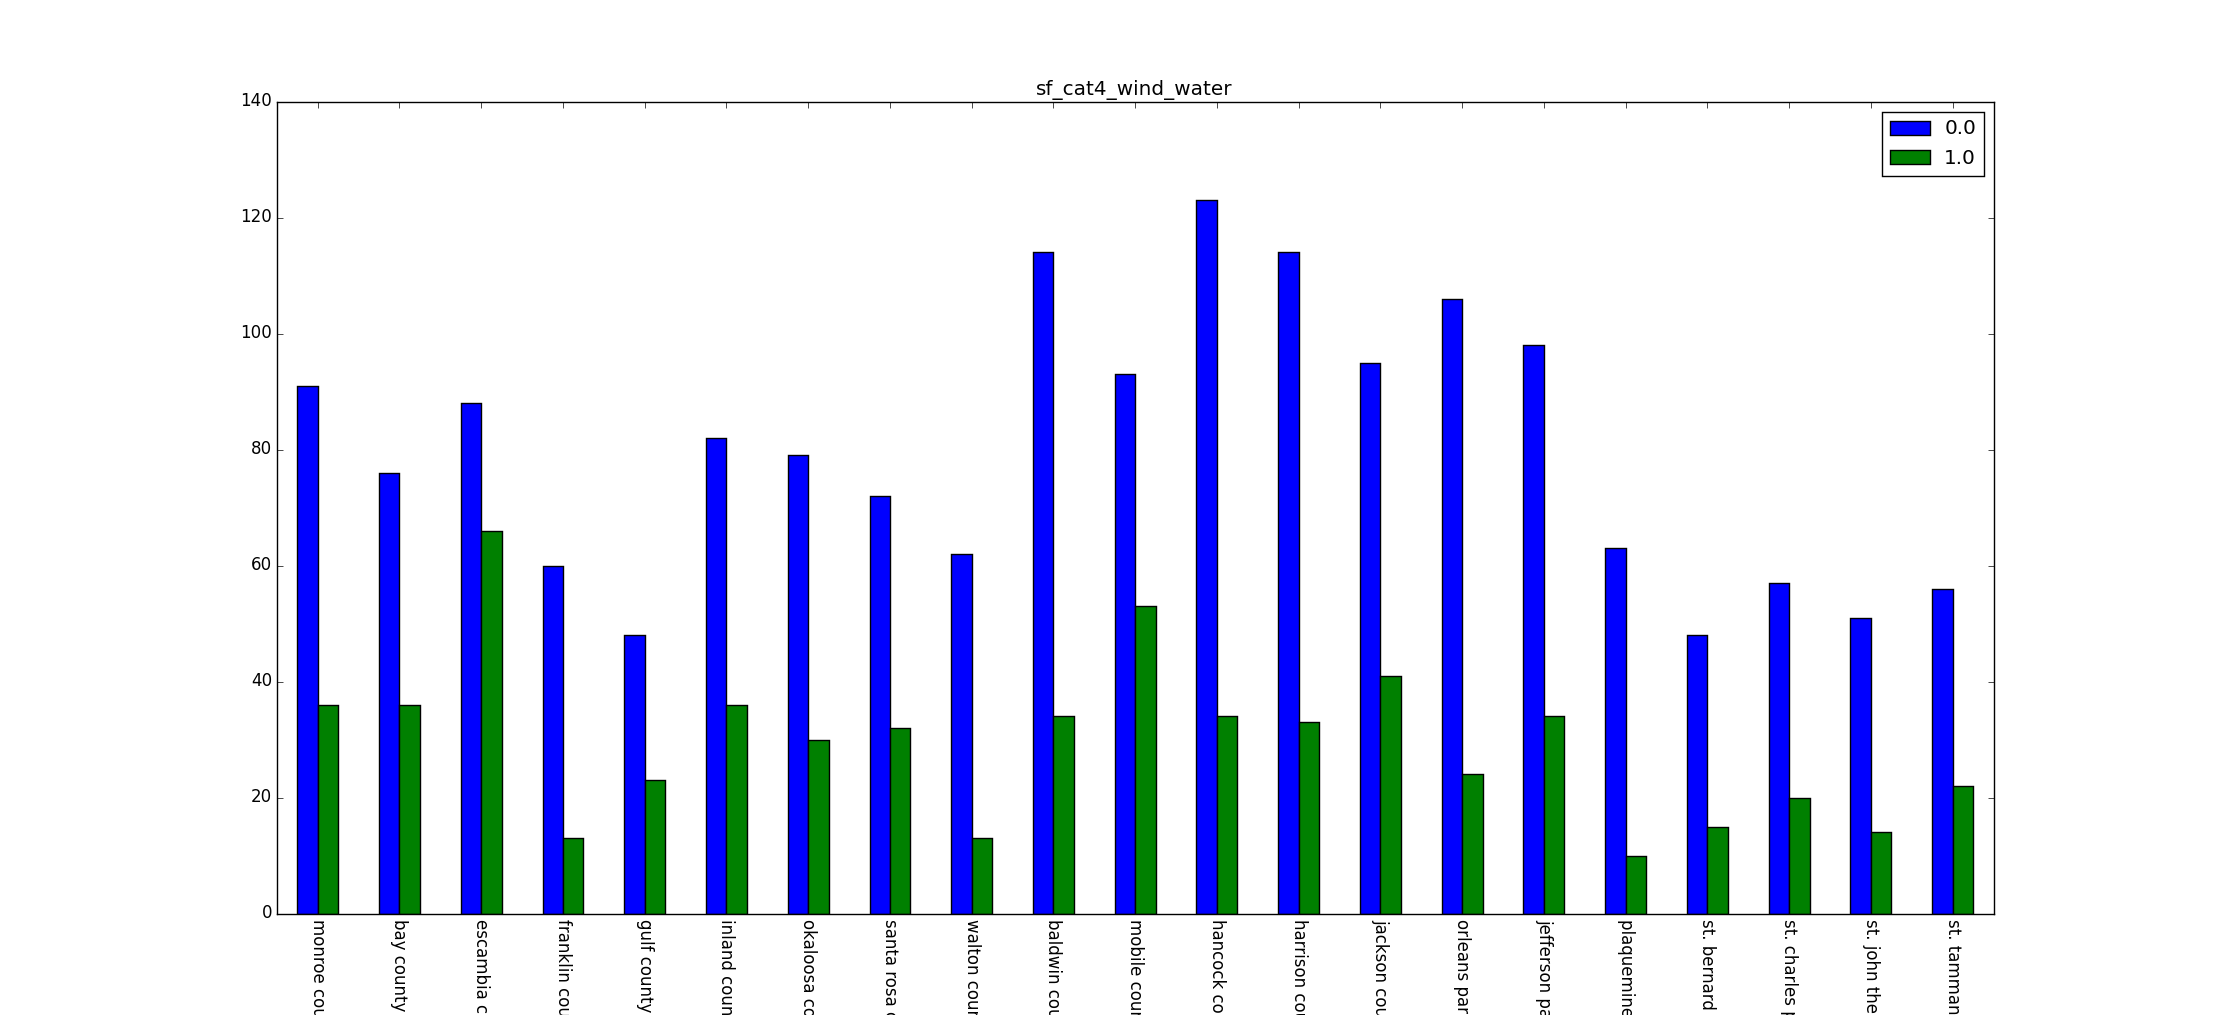 sf_cat4_wind_water
140
120
100
80
60
40
20
0
0.0
1.0
monroe cou
bay county
escambia c
franklin cou
gulf county
inland coun
okaloosa co
santa rosa
walton coun
baldwin cou
mobile coun
hancock co
harrison cou
jackson cou
orleans par
jefferson pa
plaquemine
st. bernard
st. charles
st. john the
st. tamman